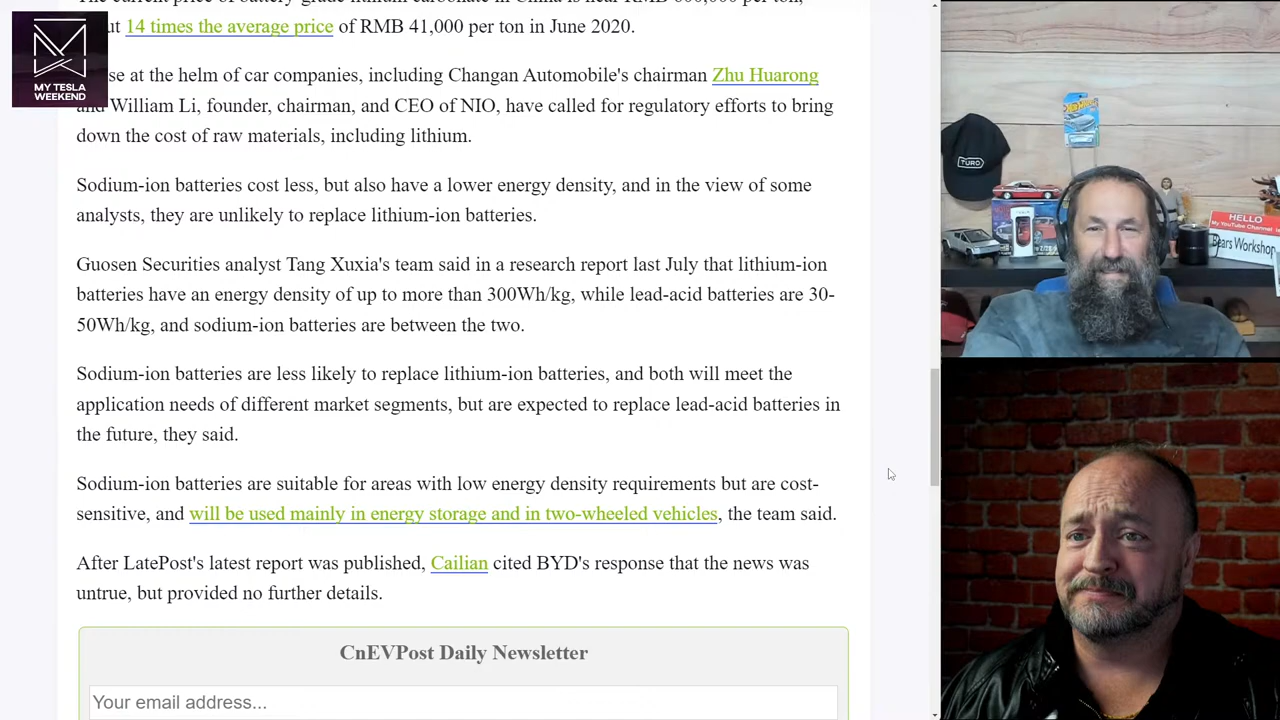 14 times the average price of RMB 41,000 per ton in June 2020.
at the helm of car companies, including Changan Automobile's chairman Zhu Huarong
and William Li, founder, chairman, and CEO of NIO, have called for regulatory efforts to bring
down the cost of raw materials, including lithium.
Sodium-ion batteries cost less, but also have a lower energy density, and in the view of some
analysts, they are unlikely to replace lithium-ion batteries.
Guosen Securities analyst Tang Xuxia's team said in a research report last July that lithium-ion
batteries have an energy density of up to more than 300Wh/kg, while lead-acid batteries are 30-
50Wh/kg, and sodium-ion batteries are between the two.
Sodium-ion batteries are less likely to replace lithium-ion batteries, and both will meet the
application needs of different market segments, but are expected to replace lead-acid batteries in
the future, they said.
Sodium-ion batteries are suitable for areas with low energy density requirements but are cost-
sensitive, and will be used mainly in energy storage and in two-wheeled vehicles, the team said.
After LatePost's latest report was published, Cailian cited BYD's response that the news was
untrue, but provided no further details.
CnEVPost Daily Newsletter
Your email address...
MY TESLA
WEEKEND
Hot Wheels
TURO
HELLO
My YouTube Channel is
Bears Workshop